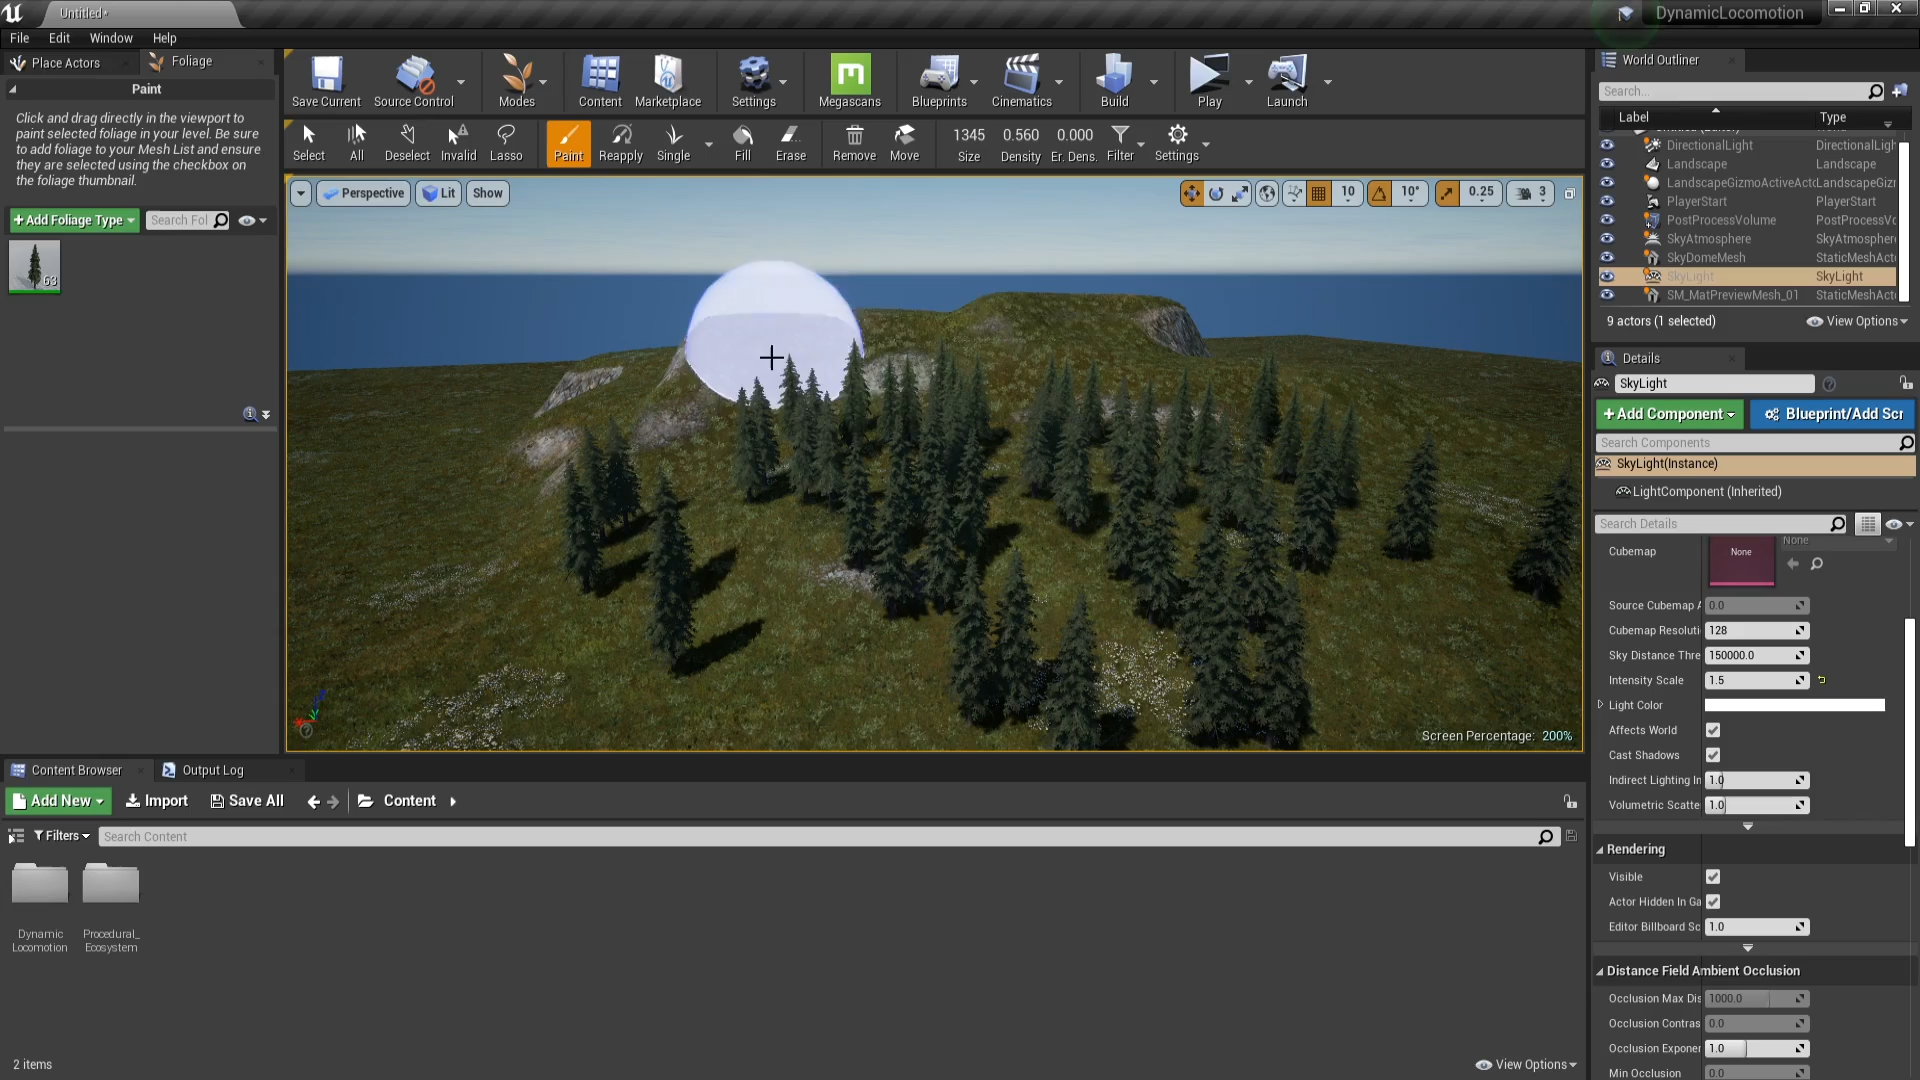 Untitled*
DynamicLocomotion
File Edit Window Help
Place Actors
Foliage
Paint
Click and drag directly in the viewport to
paint selected foliage in your level. Be sure
to add foliage to your Mesh List and ensure
they are selected using the checkbox on
the foliage thumbnail.
+Add Foliage Type
Search Fol
63
Save Current
Source Control
Modes
Content
Marketplace
Settings
Megascans
Blueprints
Cinematics
Build
Play
Launch
Select
All
Deselect
Invalid
Lasso
Paint
Reapply
Single
Fill
Erase
Remove
Move
1345
Size
0.560
Density
0.000
Er. Dens.
Filter
Settings
Perspective
Lit
Show
10
10°
0.25
3
Screen Percentage: 200%
World Outliner
Search...
Label
Type
DirectionalLight DirectionalLigh
Landscape Landscape
LandscapeGizmoActiveActo LandscapeGiz
PlayerStart PlayerStart
PostProcessVolume PostProcessVo
SkyAtmosphere SkyAtmosphere
SkyDomeMesh StaticMeshActo
SkyLight SkyLight
SM_MatPreviewMesh_01 StaticMeshActo
9 actors (1 selected)
View Options
Details
SkyLight
+Add Component
Blueprint/Add Scr
Search Components
SkyLight(Instance)
LightComponent (Inherited)
Search Details
Cubemap
None
None
Source Cubemap A 0.0
Cubemap Resoluti 128
Sky Distance Thre 150000.0
Intensity Scale 1.5
Light Color
Affects World
Cast Shadows
Indirect Lighting In 1.0
Volumetric Scatte 1.0
Rendering
Visible
Actor Hidden In Ga
Editor Billboard Sc 1.0
Distance Field Ambient Occlusion
Occlusion Max Dis 1000.0
Occlusion Contras 0.0
Occlusion Exponen 1.0
Min Occlusion 0.0
Content Browser
Output Log
Add New
Import
Save All
Content
Filters
Search Content
Dynamic
Locomotion
Procedural_
Ecosystem
2 items
View Options